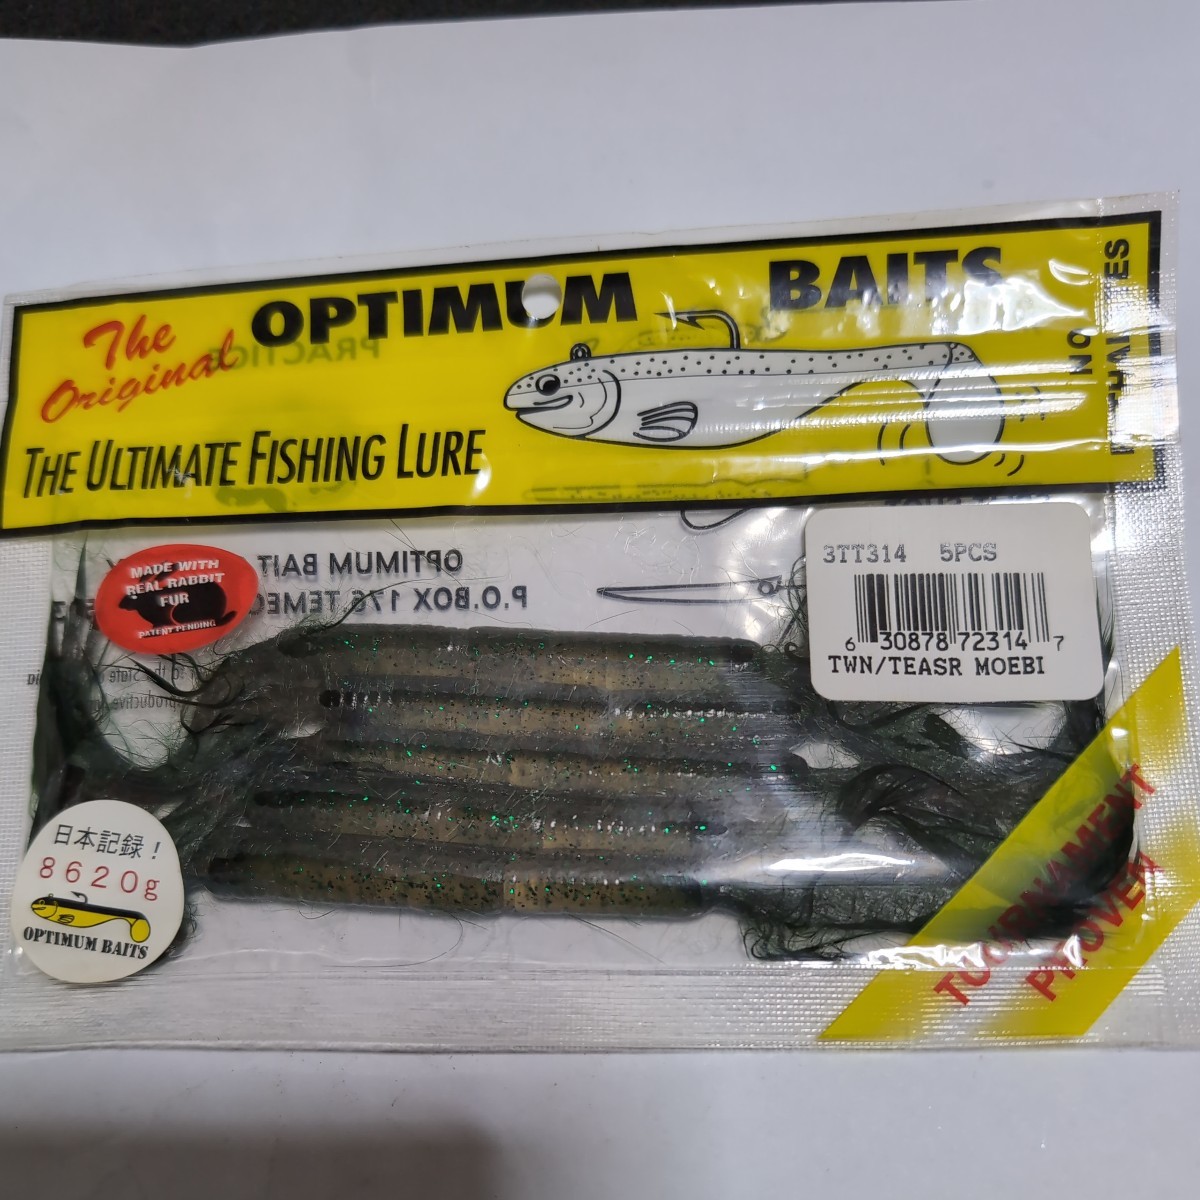 The
Original
OPTIMUM BAITS
THE ULTIMATE FISHING LURE
NO
PRACTICE
OPTIMUM BAIT
P.O.BOX 176 TEMEC
MADE WITH
REAL RABBIT
FUR
PATENT PENDING
3TT314 5PCS
6 30878 72314 7
TWN/TEASR MOEBI
日本記録!
8620g
OPTIMUM BAITS
TOURNAMENT
PROVEN